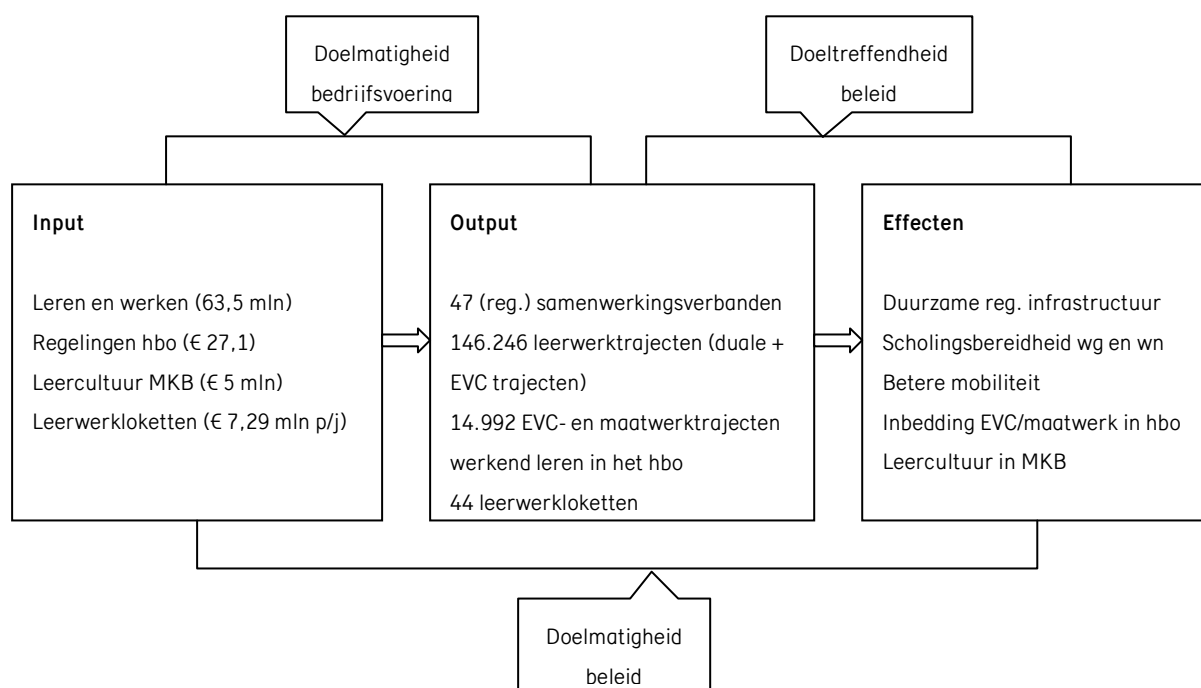 Doelmatigheid
bedrijfsvoering
Doeltreffendheid
beleid
Input
Leren en werken (63,5 mln)
Regelingen hbo (€ 27,1)
Leercultuur MKB (€ 5 mln)
Leerwerkloketten (€ 7,29 mln p/j)
Output
47 (reg.) samenwerkingsverbanden
146.246 leerwerktrajecten (duale +
EVC trajecten)
14.992 EVC- en maatwerktrajecten
werkend leren in het hbo
44 leerwerkloketten
Effecten
Duurzame reg. infrastructuur
Scholingsbereidheid wg en wn
Betere mobiliteit
Inbedding EVC/maatwerk in hbo
Leercultuur in MKB
Doelmatigheid
beleid